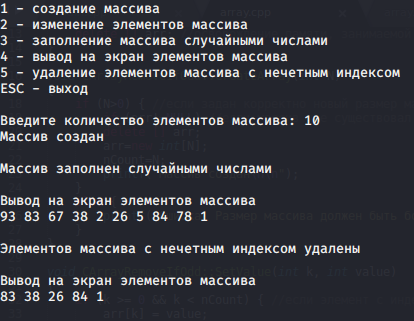 1 - создание массива
2 - изменение элементов массива
3 - заполнение массива случайными числами
4 - вывод на экран элементов массива
5 - удаление элементов массива с нечетным индексом
ESC - выход
Введите количество элементов массива: 10
Массив создан
Массив заполнен случайными числами
Вывод на экран элементов массива
93 83 67 38 2 26 5 84 78 1
Элементов массива с нечетным индексом удалены
Вывод на экран элементов массива
83 38 26 84 1